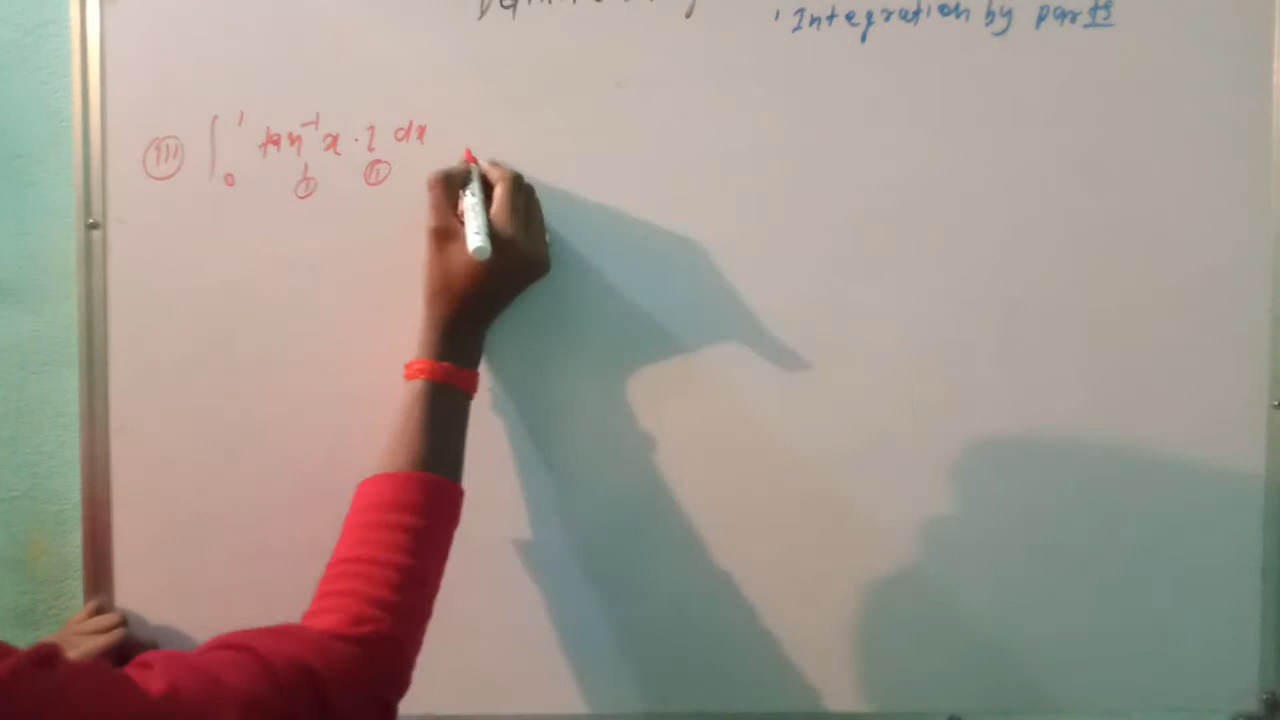 Integration by parts
(iii) ∫₀¹ tan⁻¹x · 1 dx
(I) (II)